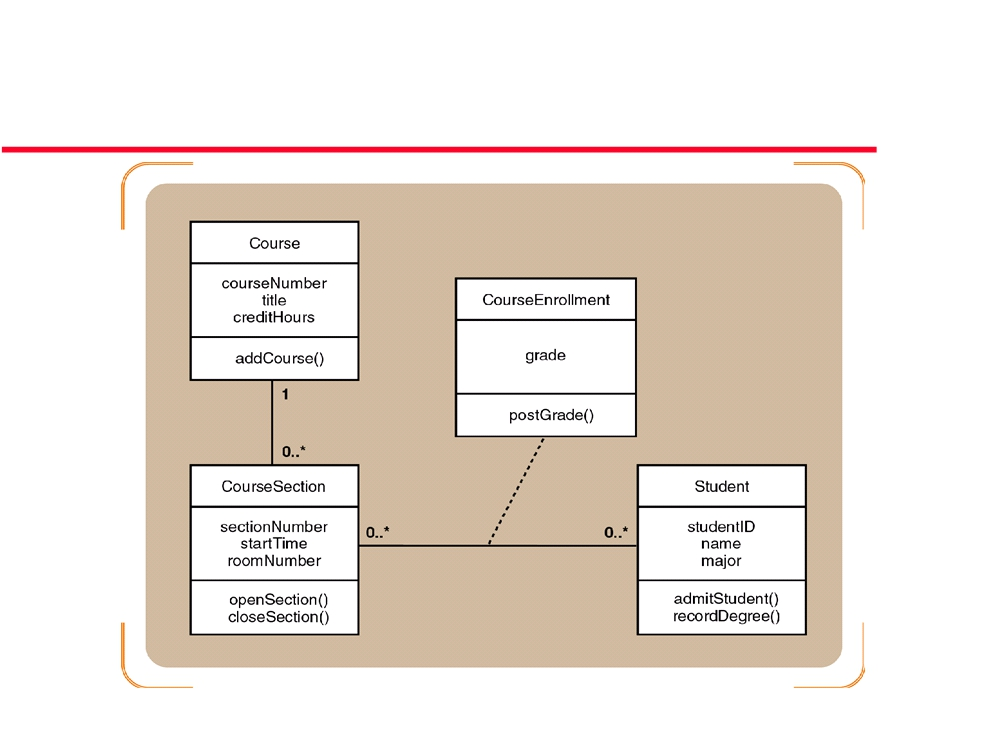 Course
courseNumber
title
creditHours
addCourse()
1
0..*
CourseEnrollment
grade
postGrade()
CourseSection
sectionNumber
startTime
roomNumber
openSection()
closeSection()
0..*
0..*
Student
studentID
name
major
admitStudent()
recordDegree()